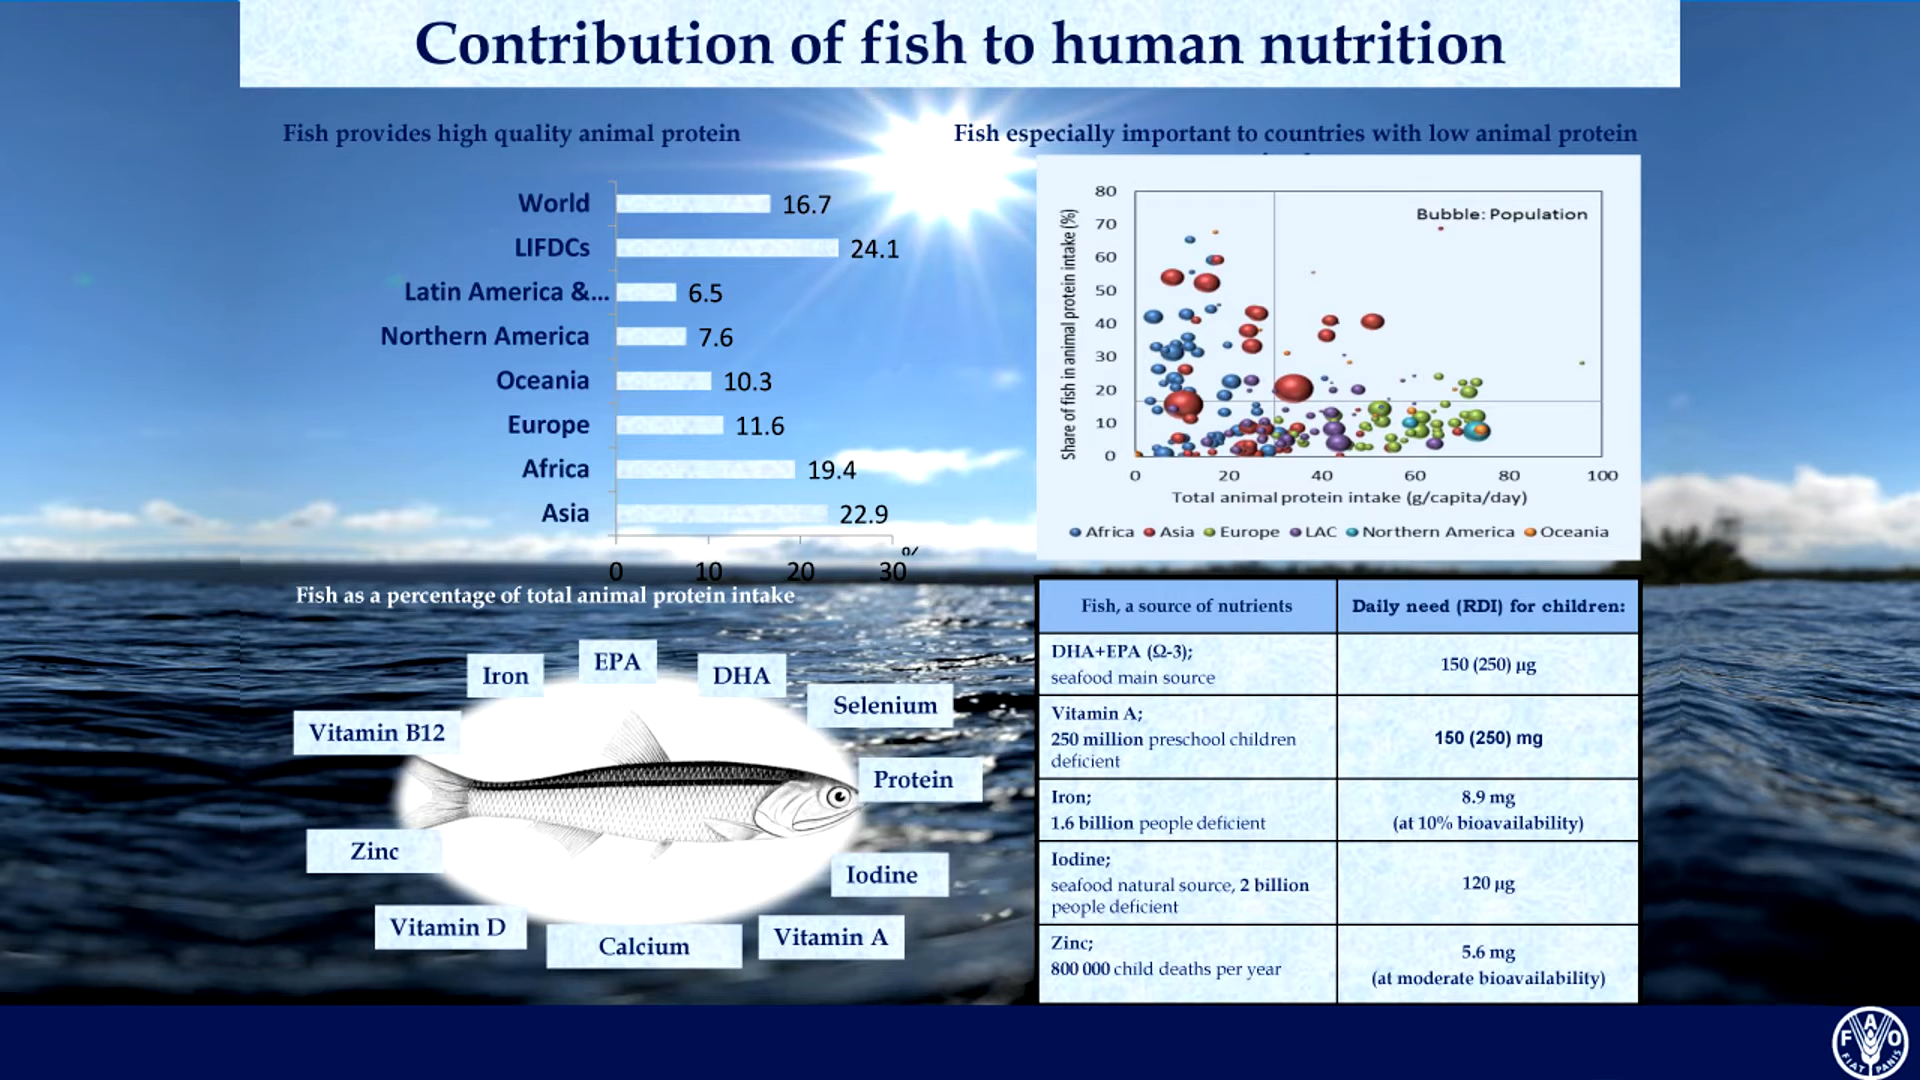 Contribution of fish to human nutrition
Fish provides high quality animal protein
World 16.7
LIFDCs 24.1
Latin America &... 6.5
Northern America 7.6
Oceania 10.3
Europe 11.6
Africa 19.4
Asia 22.9
%
0 10 20 30
Fish as a percentage of total animal protein intake
Fish especially important to countries with low animal protein
Bubble: Population
Share of fish in animal protein intake (%)
80
70
60
50
40
30
20
10
0
0 20 40 60 80 100
Total animal protein intake (g/capita/day)
Africa Asia Europe LAC Northern America Oceania
Iron
EPA
DHA
Selenium
Vitamin B12
Protein
Zinc
Iodine
Vitamin D
Calcium
Vitamin A
Fish, a source of nutrients
Daily need (RDI) for children:
DHA+EPA (Ω-3);
seafood main source
150 (250) µg
Vitamin A;
250 million preschool children
deficient
150 (250) mg
Iron;
1.6 billion people deficient
8.9 mg
(at 10% bioavailability)
Iodine;
seafood natural source, 2 billion
people deficient
120 µg
Zinc;
800 000 child deaths per year
5.6 mg
(at moderate bioavailability)
F A O
FIAT PANIS